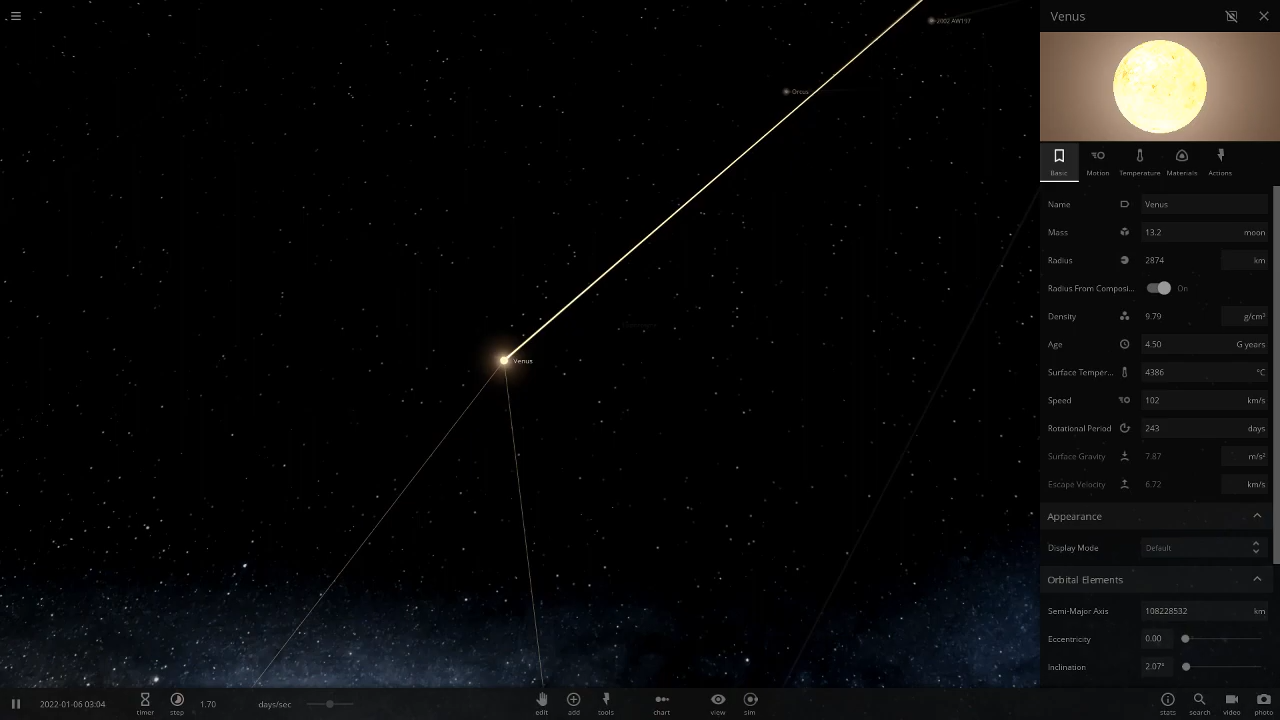 Venus
2002 AW197
Orcus
Venus
Basic Motion Temperature Materials Actions
Name Venus
Mass 13.2 moon
Radius 2874 km
Radius From Composi... On
Density 9.79 g/cm³
Age 4.50 G years
Surface Temper... 4386 °C
Speed 102 km/s
Rotational Period 243 days
Surface Gravity 7.87 m/s²
Escape Velocity 6.72 km/s
Appearance
Display Mode Default
Orbital Elements
Semi-Major Axis 108228532 km
Eccentricity 0.00
Inclination 2.07°
2022-01-06 03:04 timer step 1.70 days/sec edit add tools chart view sim stats search video photo